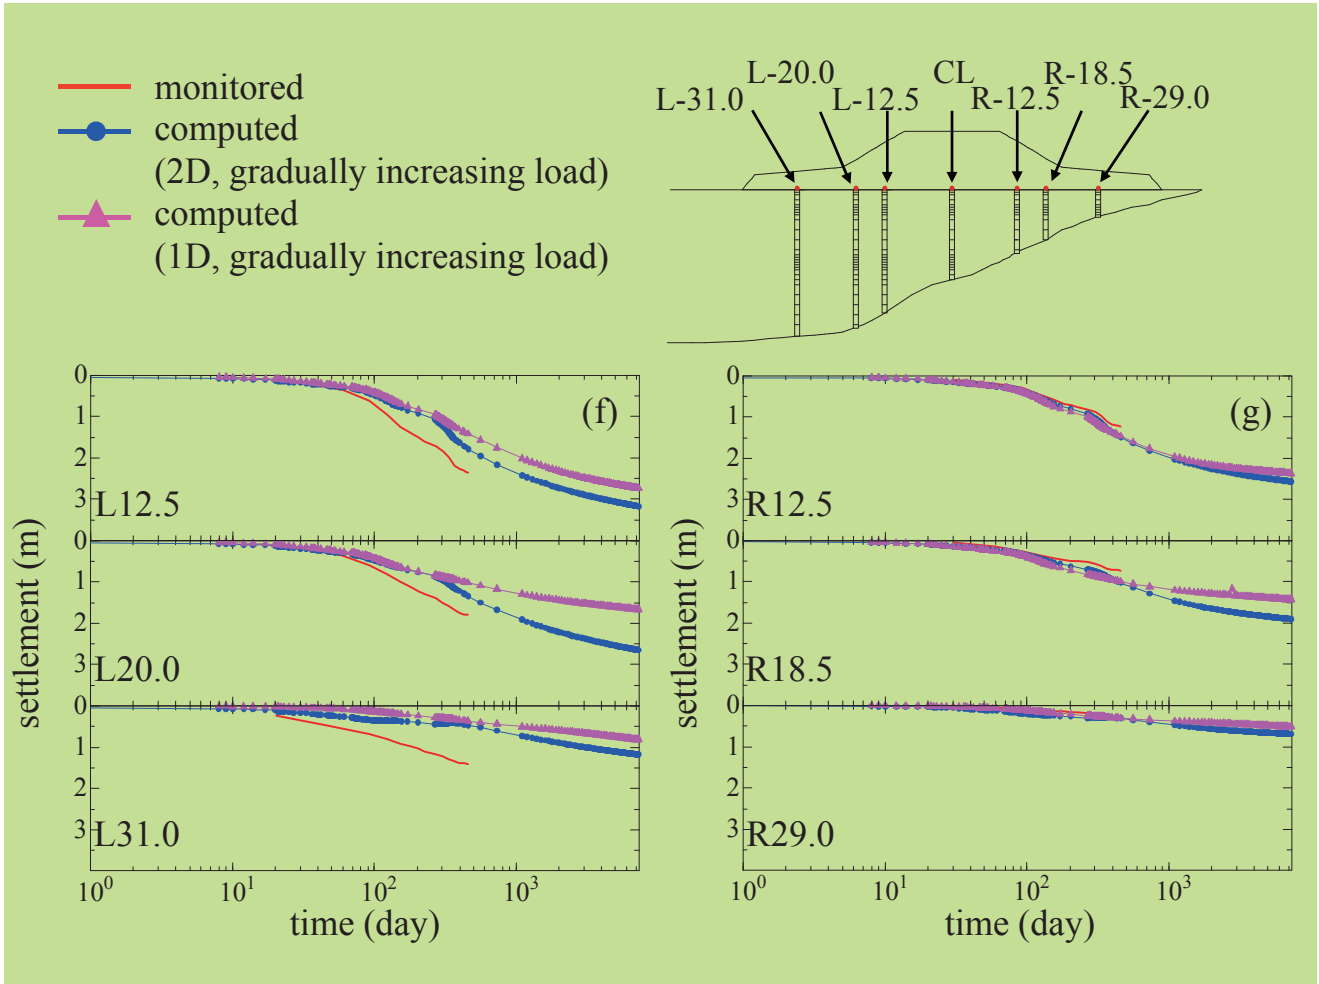 monitored
computed
(2D, gradually increasing load)
computed
(1D, gradually increasing load)
L-31.0
L-20.0
L-12.5
CL
R-12.5
R-18.5
R-29.0
settlement (m)
0
1
2
3
L12.5
(f)
0
1
2
3
L20.0
0
1
2
3
L31.0
10⁰
10¹
10²
10³
time (day)
settlement (m)
0
1
2
3
R12.5
(g)
0
1
2
3
R18.5
0
1
2
3
R29.0
10⁰
10¹
10²
10³
time (day)